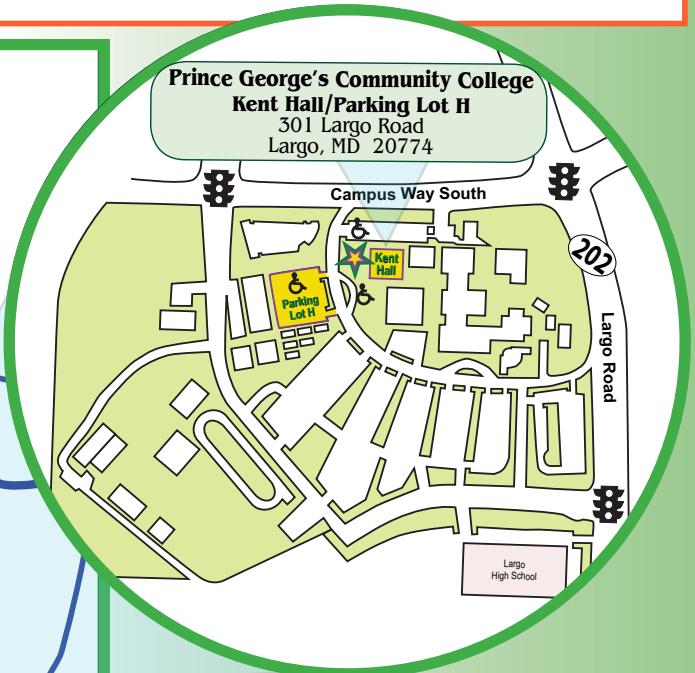 Prince George's Community College
Kent Hall/Parking Lot H
301 Largo Road
Largo, MD 20774
Campus Way South
202
Kent
Hall
Parking
Lot H
Largo Road
Largo
High School